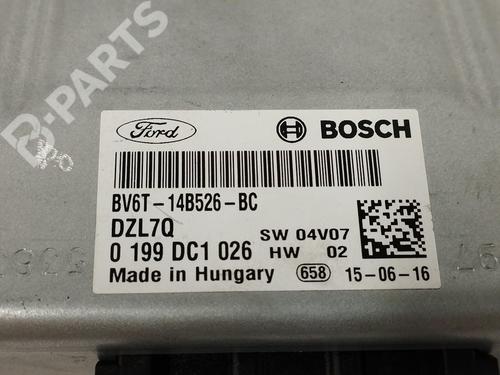 B-PARTS
Ford
BOSCH
BV6T-14B526-BC
DZL7Q
SW 04V07
0 199 DC1 026
HW 02
Made in Hungary
658
15-06-16